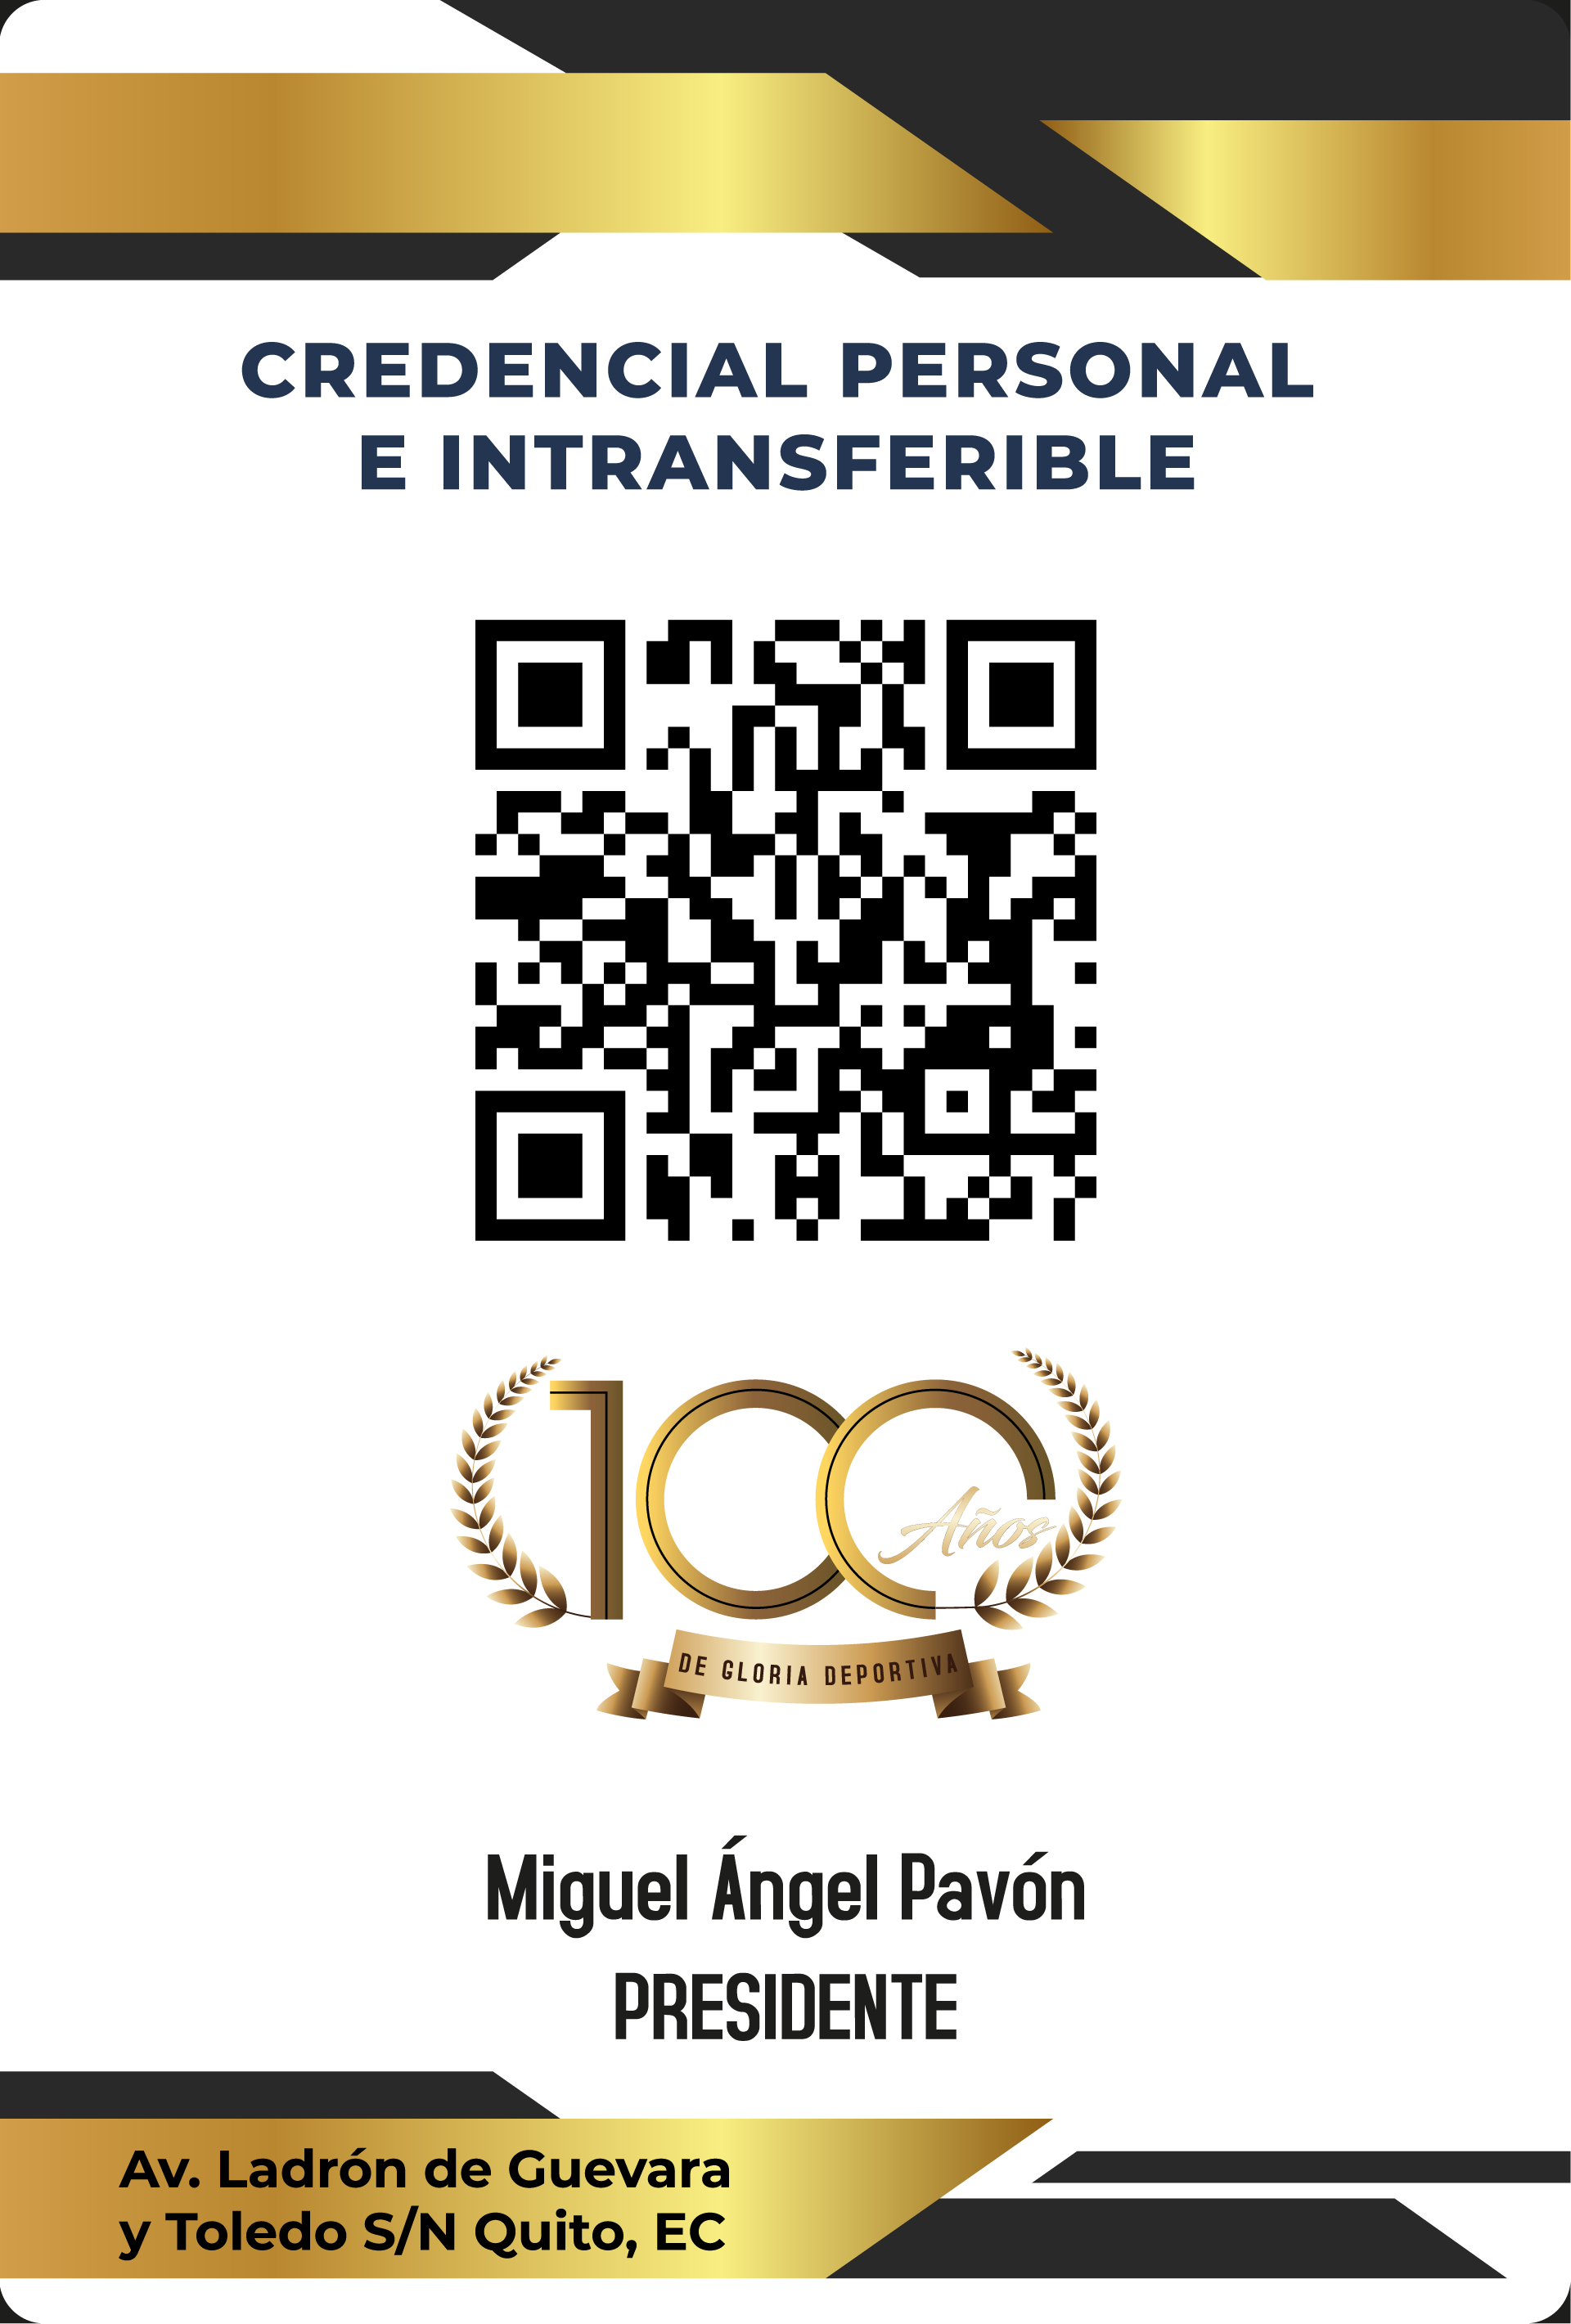 CREDENCIAL PERSONAL
E INTRANSFERIBLE
100
Años
DE GLORIA DEPORTIVA
Miguel Ángel Pavón
PRESIDENTE
Av. Ladrón de Guevara
y Toledo S/N Quito, EC